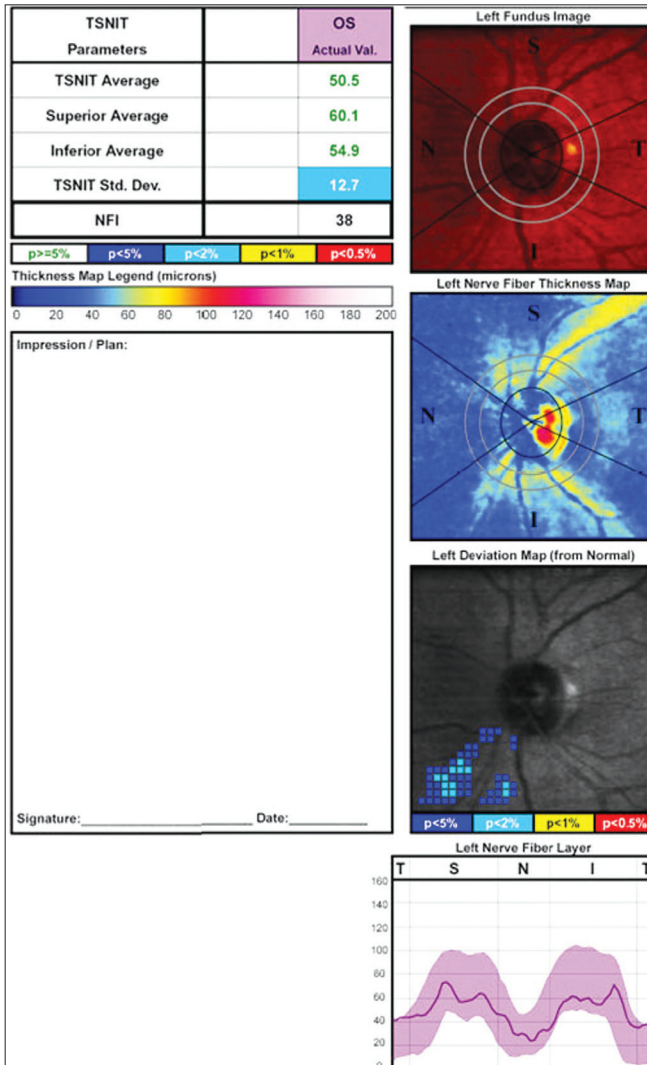 TSNIT
Parameters
OS
Actual Val.
TSNIT Average 50.5
Superior Average 60.1
Inferior Average 54.9
TSNIT Std. Dev. 12.7
NFI 38
p>=5% p<5% p<2% p<1% p<0.5%
Thickness Map Legend (microns)
0 20 40 60 80 100 120 140 160 180 200
Impression / Plan:
Signature: Date:
Left Fundus Image
S
N T
I
Left Nerve Fiber Thickness Map
S
N T
I
Left Deviation Map (from Normal)
p<5% p<2% p<1% p<0.5%
Left Nerve Fiber Layer
T S N I T
160
140
120
100
80
60
40
20
0